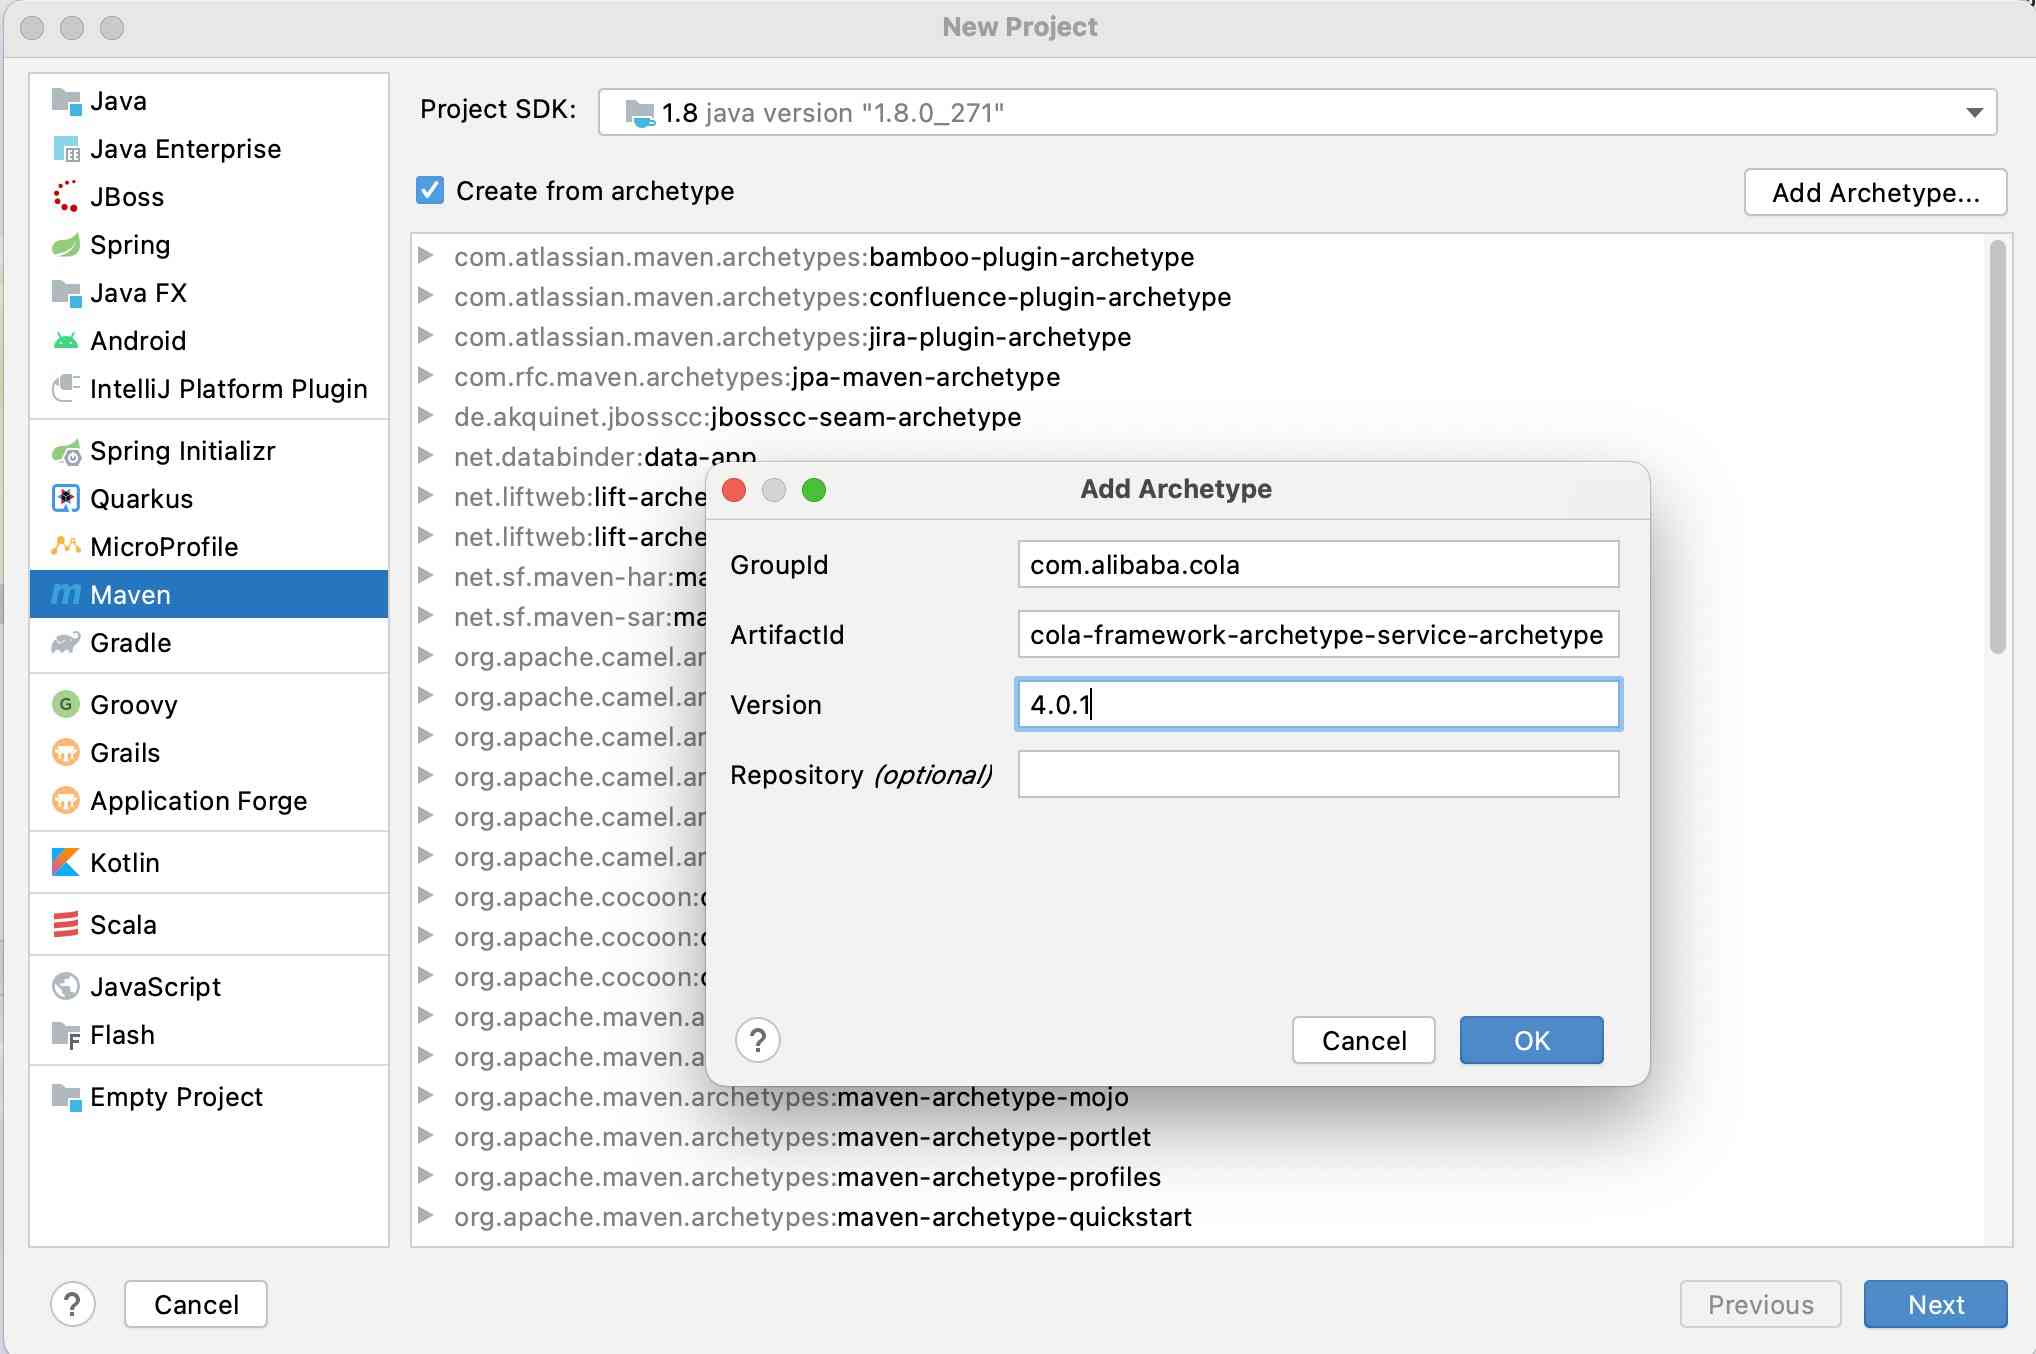 New Project
Java
Java Enterprise
JBoss
Spring
Java FX
Android
IntelliJ Platform Plugin
Spring Initializr
Quarkus
MicroProfile
Maven
Gradle
Groovy
Grails
Application Forge
Kotlin
Scala
JavaScript
Flash
Empty Project
Project SDK: 1.8 java version "1.8.0_271"
Create from archetype
Add Archetype...
com.atlassian.maven.archetypes:bamboo-plugin-archetype
com.atlassian.maven.archetypes:confluence-plugin-archetype
com.atlassian.maven.archetypes:jira-plugin-archetype
com.rfc.maven.archetypes:jpa-maven-archetype
de.akquinet.jbosscc:jbosscc-seam-archetype
net.databinder:data-app
net.liftweb:lift-arche
net.liftweb:lift-arche
net.sf.maven-har:ma
net.sf.maven-sar:ma
org.apache.camel.ar
org.apache.camel.ar
org.apache.camel.ar
org.apache.camel.ar
org.apache.camel.ar
org.apache.camel.ar
org.apache.cocoon:
org.apache.cocoon:
org.apache.cocoon:
org.apache.maven.a
org.apache.maven.a
org.apache.maven.archetypes:maven-archetype-mojo
org.apache.maven.archetypes:maven-archetype-portlet
org.apache.maven.archetypes:maven-archetype-profiles
org.apache.maven.archetypes:maven-archetype-quickstart
Add Archetype
GroupId com.alibaba.cola
ArtifactId cola-framework-archetype-service-archetype
Version 4.0.1
Repository (optional)
? Cancel OK
? Cancel Previous Next